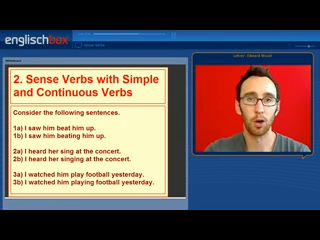 englischbox
2. Sense Verbs with Simple
and Continuous Verbs
Consider the following sentences.
1a) I saw him beat him up.
1b) I saw him beating him up.
2a) I heard her sing at the concert.
2b) I heard her singing at the concert.
3a) I watched him play football yesterday.
3b) I watched him playing football yesterday.